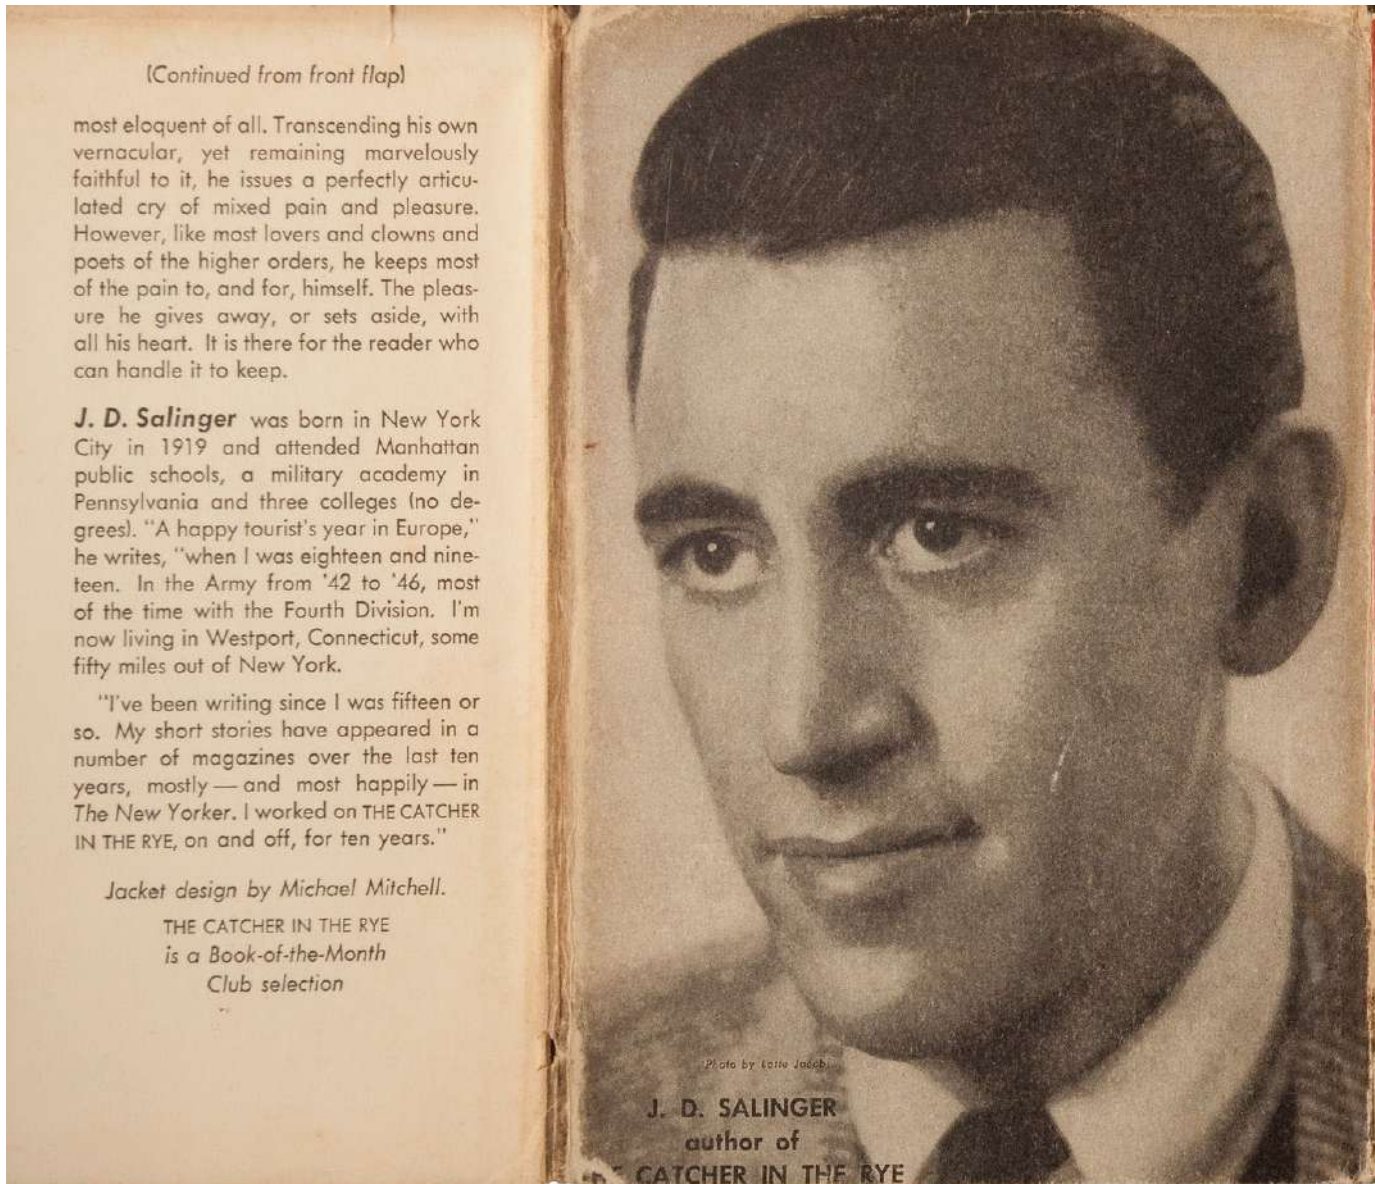 (Continued from front flap)
most eloquent of all. Transcending his own
vernacular, yet remaining marvelously
faithful to it, he issues a perfectly articu-
lated cry of mixed pain and pleasure.
However, like most lovers and clowns and
poets of the higher orders, he keeps most
of the pain to, and for, himself. The pleas-
ure he gives away, or sets aside, with
all his heart. It is there for the reader who
can handle it to keep.
J. D. Salinger was born in New York
City in 1919 and attended Manhattan
public schools, a military academy in
Pennsylvania and three colleges (no de-
grees). "A happy tourist's year in Europe,"
he writes, "when I was eighteen and nine-
teen. In the Army from '42 to '46, most
of the time with the Fourth Division. I'm
now living in Westport, Connecticut, some
fifty miles out of New York.
"I've been writing since I was fifteen or
so. My short stories have appeared in a
number of magazines over the last ten
years, mostly — and most happily — in
The New Yorker. I worked on THE CATCHER
IN THE RYE, on and off, for ten years."
Jacket design by Michael Mitchell.
THE CATCHER IN THE RYE
is a Book-of-the-Month
Club selection
Photo by Lotte Jacobi
J. D. SALINGER
author of
CATCHER IN THE RYE